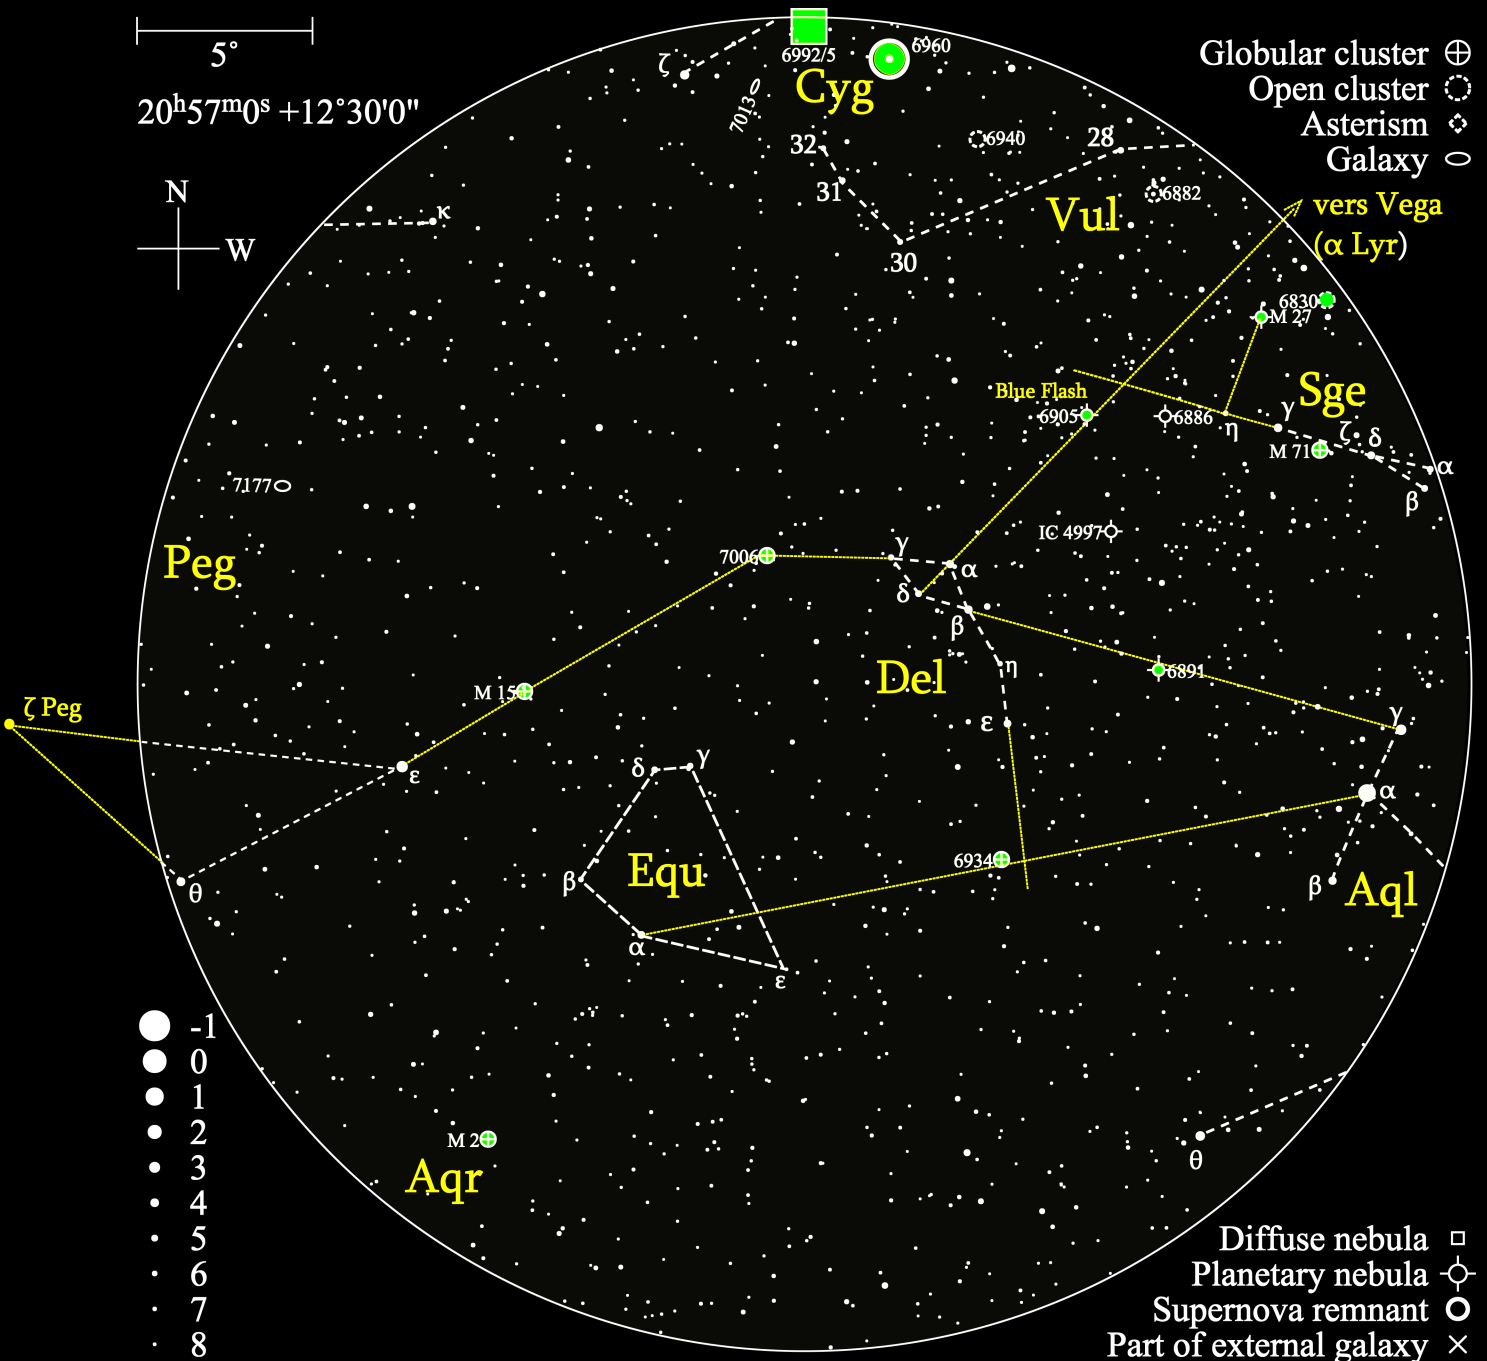 5°
20h57m0s +12°30'0"
N
W
Globular cluster
Open cluster
Asterism
Galaxy
ζ
6992/5
6960
Cyg
7013
32
6940
28
31
6882
Vul
30
κ
vers Vega
(α Lyr)
6830
M 27
Blue Flash
6905
6886
η
γ
Sge
ζ
δ
M 71
α
β
7177
Peg
IC 4997
7006
γ
α
δ
β
Del
η
6891
M 15
ε
γ
ζ Peg
ε
δ
γ
α
6934
β
Equ
β
Aql
θ
α
ε
-1
0
1
2
3
4
5
6
7
8
M 2
Aqr
θ
Diffuse nebula
Planetary nebula
Supernova remnant
Part of external galaxy